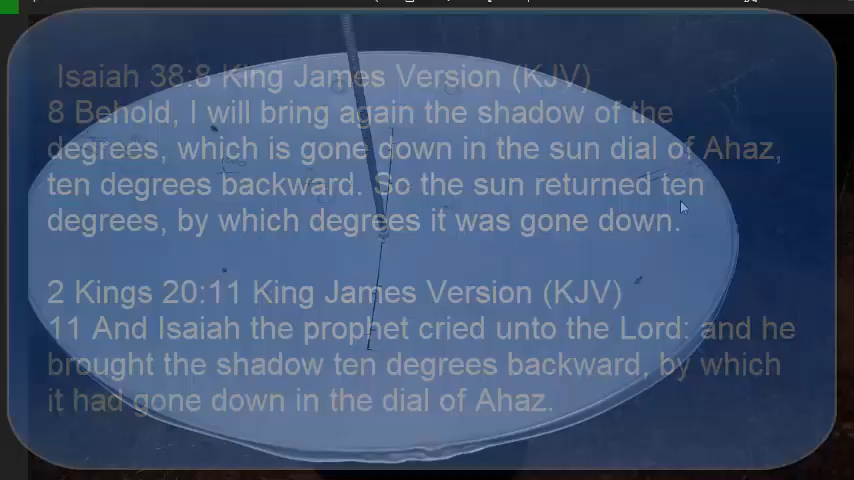 Isaiah 38:8 King James Version (KJV)
8 Behold, I will bring again the shadow of the
degrees, which is gone down in the sun dial of Ahaz,
ten degrees backward. So the sun returned ten
degrees, by which degrees it was gone down.
2 Kings 20:11 King James Version (KJV)
11 And Isaiah the prophet cried unto the Lord: and he
brought the shadow ten degrees backward, by which
it had gone down in the dial of Ahaz.